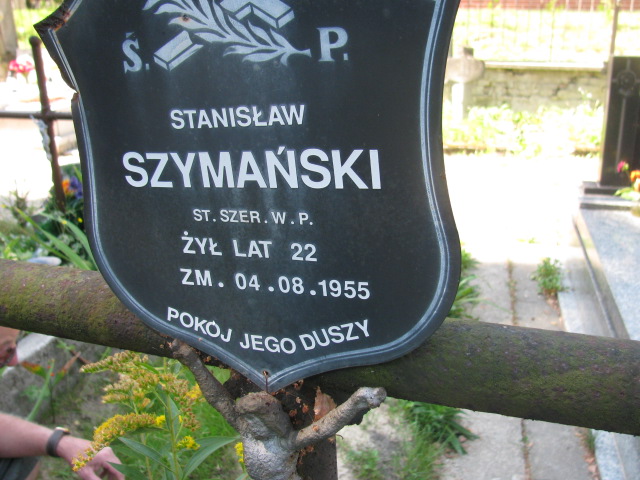 Ś. P.
STANISŁAW
SZYMAŃSKI
ST. SZER. W. P.
ŻYŁ LAT 22
ZM. 04.08.1955
POKÓJ JEGO DUSZY